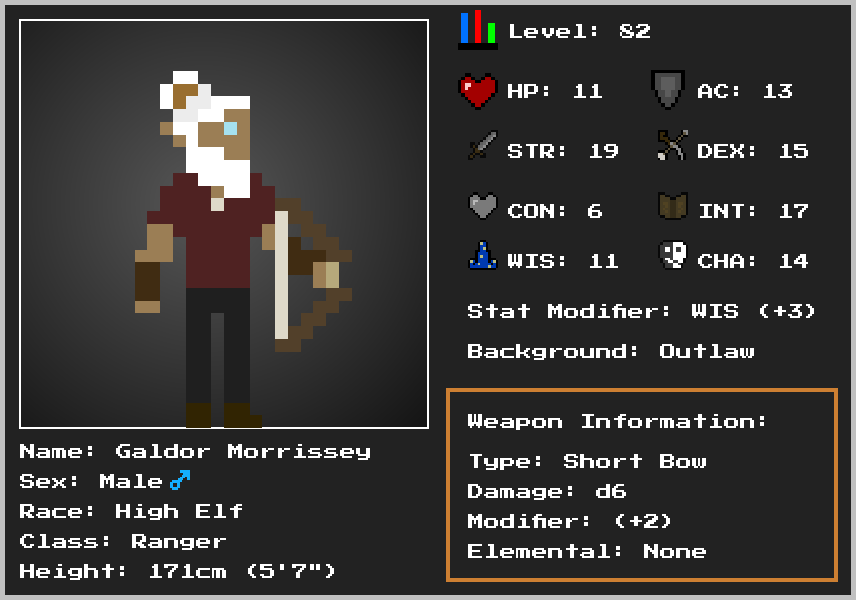 Level: 82
HP: 11 AC: 13
STR: 19 DEX: 15
CON: 6 INT: 17
WIS: 11 CHA: 14
Stat Modifier: WIS (+3)
Background: Outlaw
Weapon Information:
Type: Short Bow
Damage: d6
Modifier: (+2)
Elemental: None
Name: Galdor Morrissey
Sex: Male ♂
Race: High Elf
Class: Ranger
Height: 171cm (5'7")